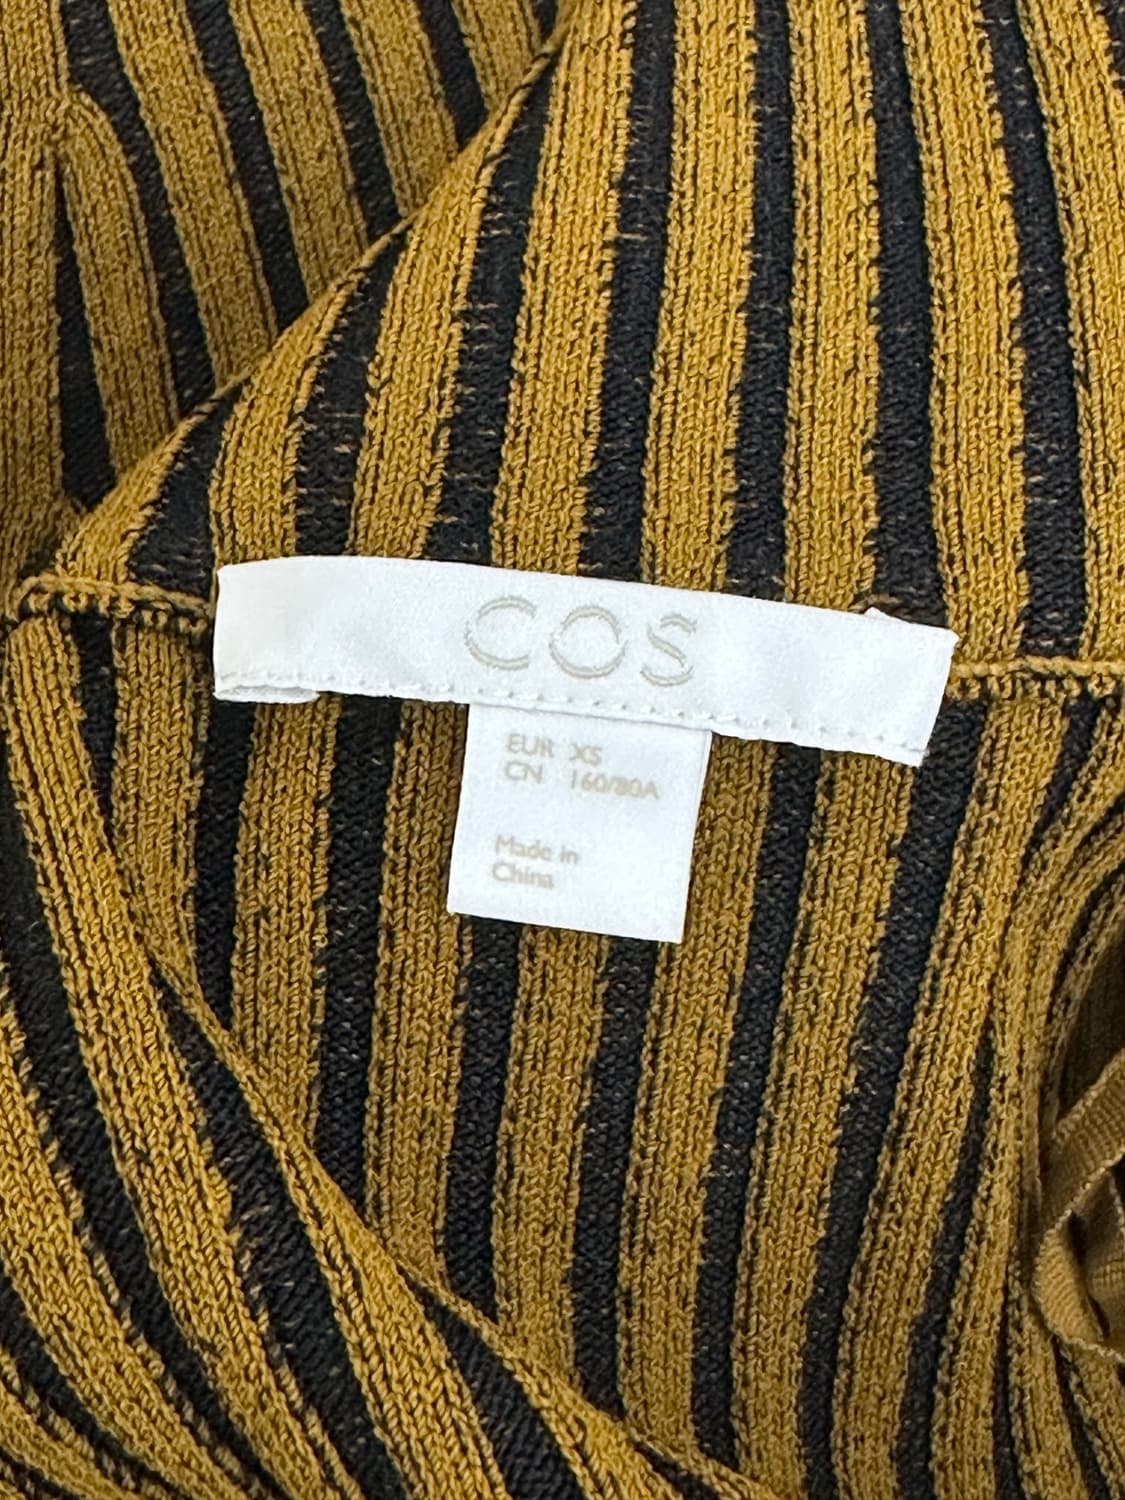 COS
EUR XS
CN 160/80A
Made in
China